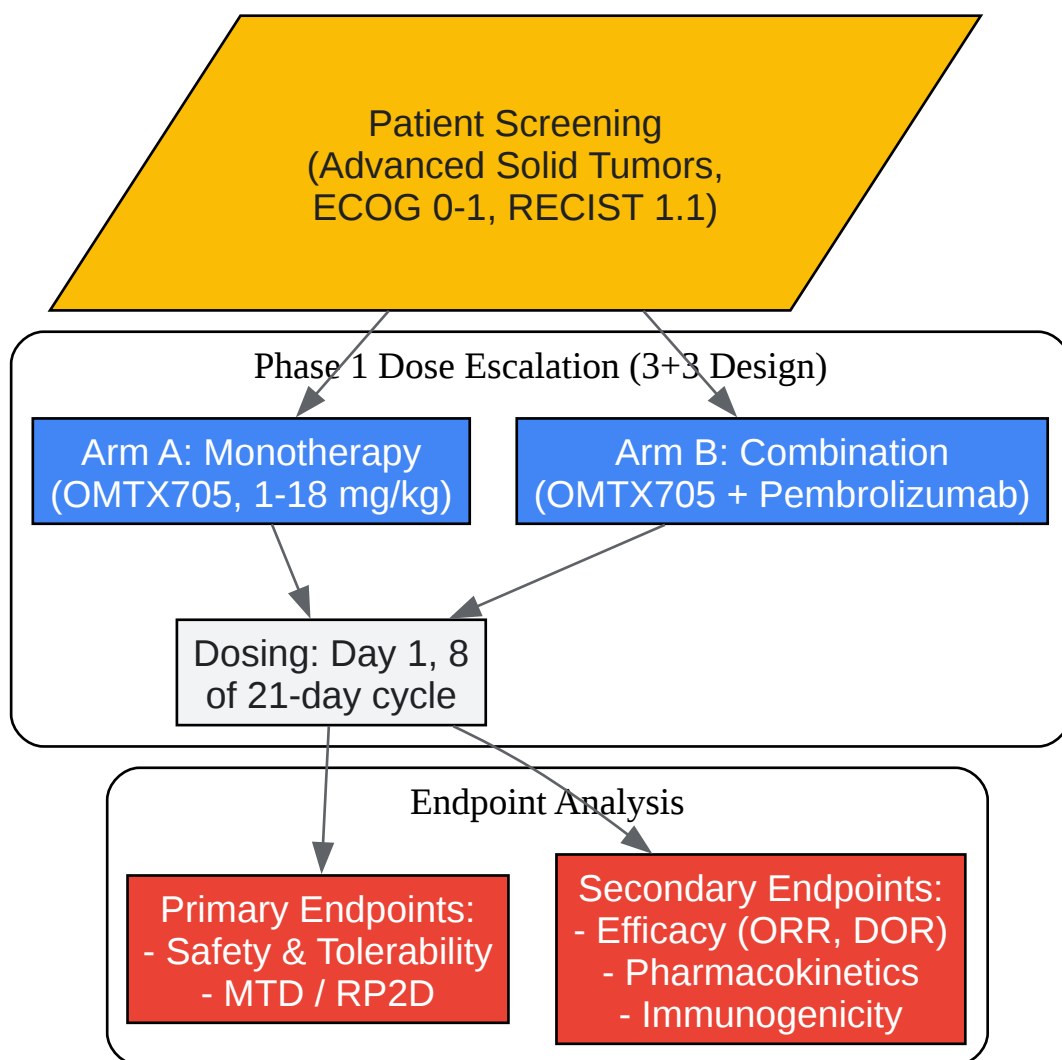 Patient Screening
(Advanced Solid Tumors,
ECOG 0-1, RECIST 1.1)
Phase 1 Dose Escalation (3+3 Design)
Arm A: Monotherapy
(OMTX705, 1-18 mg/kg)
Arm B: Combination
(OMTX705 + Pembrolizumab)
Dosing: Day 1, 8
of 21-day cycle
Endpoint Analysis
Primary Endpoints:
- Safety & Tolerability
- MTD / RP2D
Secondary Endpoints:
- Efficacy (ORR, DOR)
- Pharmacokinetics
- Immunogenicity